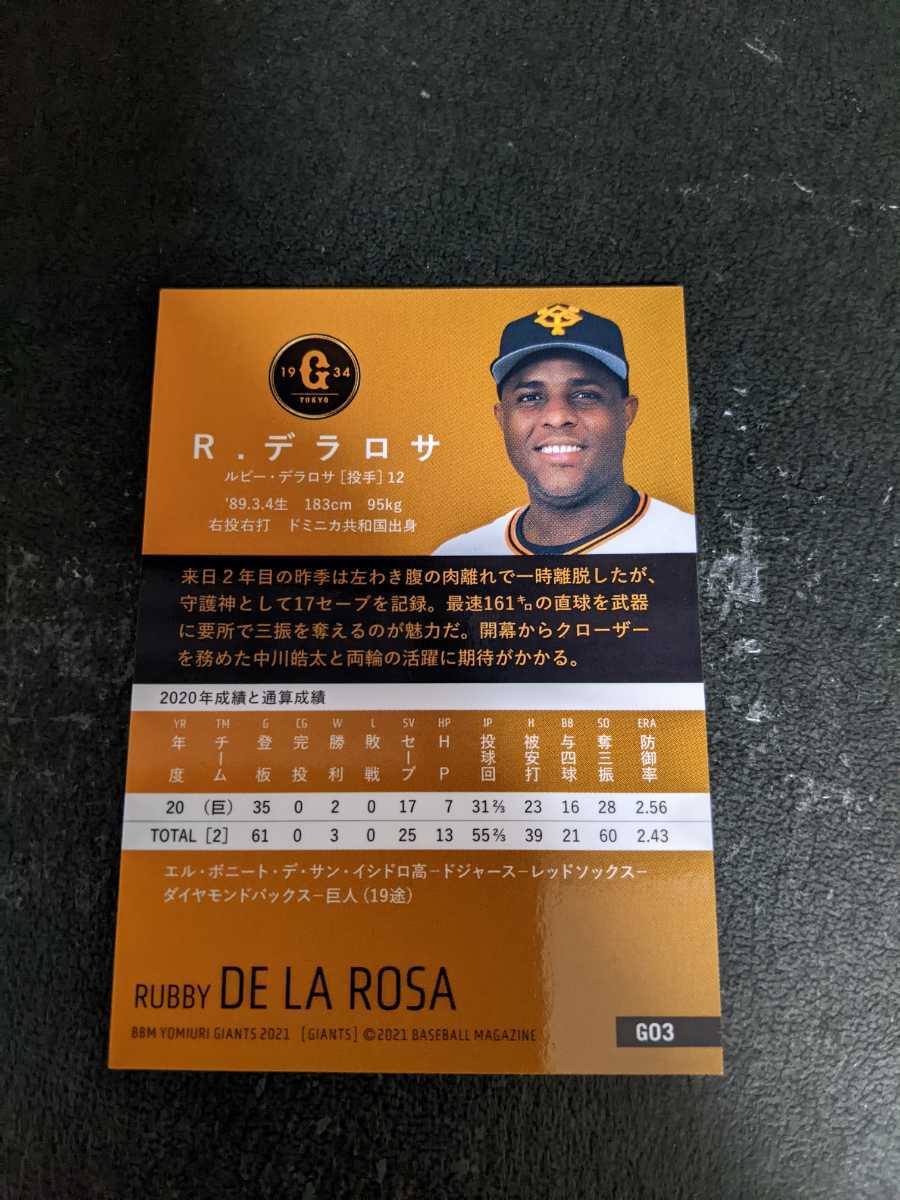 19 G 34
TOKYO
R.デラロサ
ルビー・デラロサ[投手]12
'89.3.4生 183cm 95kg
右投右打 ドミニカ共和国出身
来日2年目の昨季は左わき腹の肉離れで一時離脱したが、
守護神として17セーブを記録。最速161㌔の直球を武器
に要所で三振を奪えるのが魅力だ。開幕からクローザー
を務めた中川皓太と両輪の活躍に期待がかかる。
2020年成績と通算成績
YR TM G CG W L SV HP IP H BB SO ERA
年度 チーム 登板 完投 勝利 敗戦 セーブ HP 投球回 被安打 与四球 奪三振 防御率
20 (巨) 35 0 2 0 17 7 31⅔ 23 16 28 2.56
TOTAL [2] 61 0 3 0 25 13 55⅔ 39 21 60 2.43
エル・ボニート・デ・サン・イシドロ高−ドジャース−レッドソックス−
ダイヤモンドバックス−巨人(19途)
RUBBY DE LA ROSA
BBM YOMIURI GIANTS 2021 [GIANTS] ©2021 BASEBALL MAGAZINE
G03